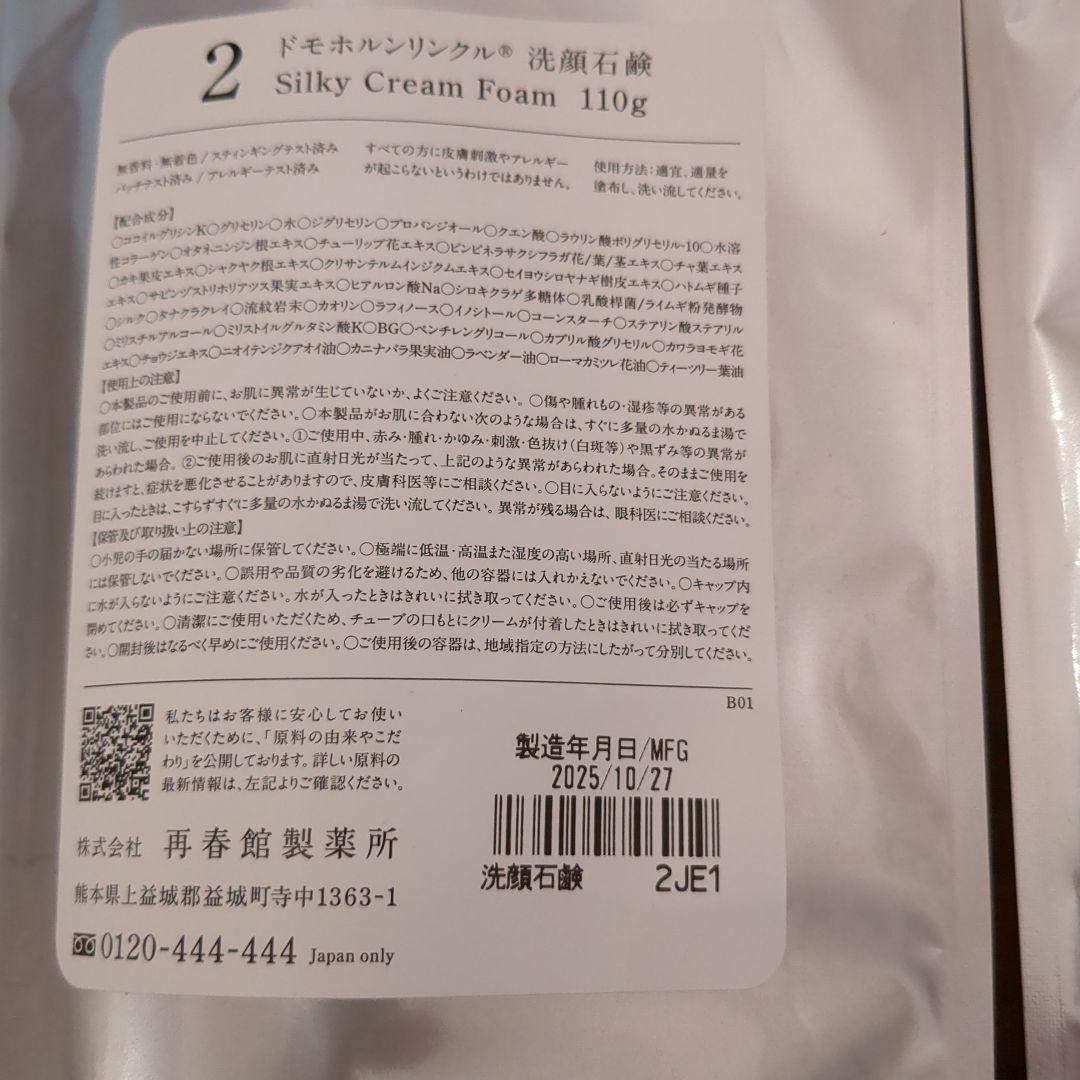 2
ドモホルンリンクル® 洗顔石鹸
Silky Cream Foam 110g
無香料・無着色 / スティンギングテスト済み
パッチテスト済み / アレルギーテスト済み
すべての方に皮膚刺激やアレルギー
が起こらないというわけではありません。
使用方法：適宜、適量を
塗布し、洗い流してください。
【配合成分】
○ココイルグリシンK○グリセリン○水○ジグリセリン○プロパンジオール○クエン酸○ラウリン酸ポリグリセリル-10○水溶
性コラーゲン○オタネニンジン根エキス○チューリップ花エキス○ピンピネラサクシフラガ花/葉/茎エキス○チャ葉エキス
○カキ果皮エキス○シャクヤク根エキス○クリサンテルムインジクムエキス○セイヨウシロヤナギ樹皮エキス○ハトムギ種子
エキス○サピンヅストリホリアツス果実エキス○ヒアルロン酸Na○シロキクラゲ多糖体○乳酸桿菌/ライムギ粉発酵物
○シルク○タナクラクレイ○流紋岩末○カオリン○ラフィノース○イノシトール○コーンスターチ○ステアリン酸ステアリル
○ミリスチルアルコール○ミリストイルグルタミン酸K○BG○ペンチレングリコール○カプリル酸グリセリル○カワラヨモギ花
エキス○チョウジエキス○ニオイテンジクアオイ油○カニナバラ果実油○ラベンダー油○ローマカミツレ花油○ティーツリー葉油
【使用上の注意】
○本製品のご使用前に、お肌に異常が生じていないか、よくご注意ください。○傷や腫れもの・湿疹等の異常がある
部位にはご使用にならないでください。○本製品がお肌に合わない次のような場合は、すぐに多量の水かぬるま湯で
洗い流し、ご使用を中止してください。①ご使用中、赤み・腫れ・かゆみ・刺激・色抜け(白斑等)や黒ずみ等の異常が
あらわれた場合。②ご使用後のお肌に直射日光が当たって、上記のような異常があらわれた場合。そのままご使用を
続けますと、症状を悪化させることがありますので、皮膚科医等にご相談ください。○目に入らないようにご注意ください。
目に入ったときは、こすらずすぐに多量の水かぬるま湯で洗い流してください。異常が残る場合は、眼科医にご相談ください。
【保管及び取り扱い上の注意】
○小児の手の届かない場所に保管してください。○極端に低温・高温また湿度の高い場所、直射日光の当たる場所
には保管しないでください。○誤用や品質の劣化を避けるため、他の容器には入れかえないでください。○キャップ内
に水が入らないようにご注意ください。水が入ったときはきれいに拭き取ってください。○ご使用後は必ずキャップを
閉めてください。○清潔にご使用いただくため、チューブの口もとにクリームが付着したときはきれいに拭き取ってくだ
さい。○開封後はなるべく早めにご使用ください。○ご使用後の容器は、地域指定の方法にしたがって分別してください。
B01
私たちはお客様に安心してお使い
いただくために、「原料の由来やこだ
わり」を公開しております。詳しい原料の
最新情報は、左記よりご確認ください。
製造年月日/MFG
2025/10/27
洗顔石鹸 2JE1
株式会社 再春館製薬所
熊本県上益城郡益城町寺中1363-1
0120-444-444 Japan only